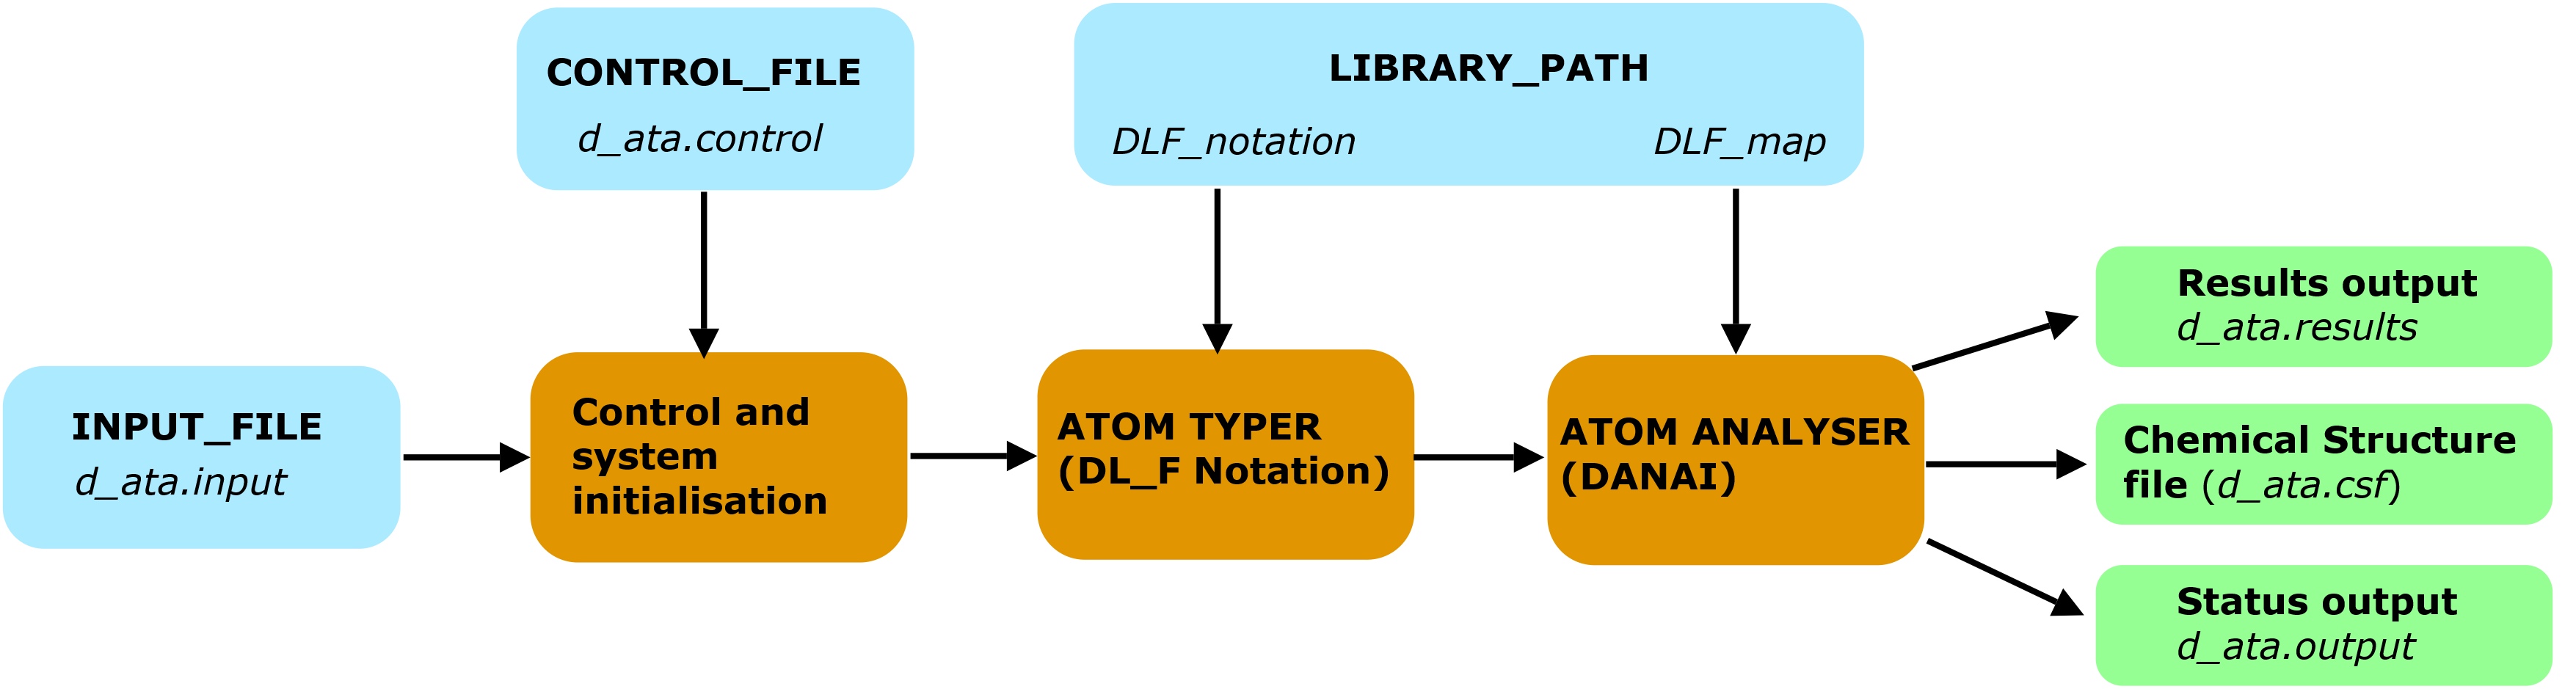 CONTROL_FILE
d_ata.control
LIBRARY_PATH
DLF_notation
DLF_map
INPUT_FILE
d_ata.input
Control and
system
initialisation
ATOM TYPER
(DL_F Notation)
ATOM ANALYSER
(DANAI)
Results output
d_ata.results
Chemical Structure
file (d_ata.csf)
Status output
d_ata.output